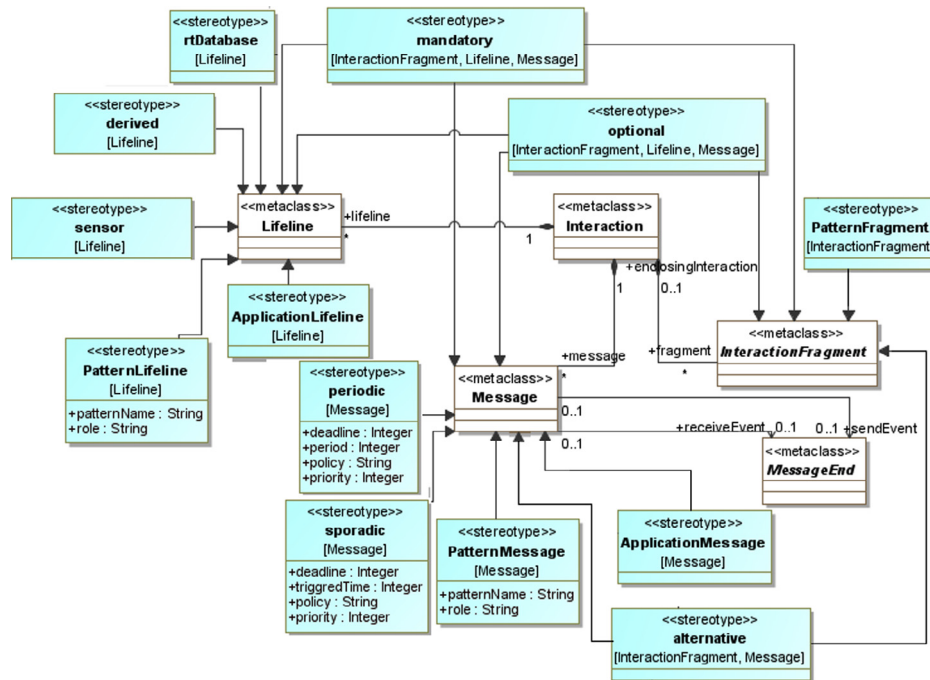 <<stereotype>>
rtDatabase
[Lifeline]
<<stereotype>>
mandatory
[InteractionFragment, Lifeline, Message]
<<stereotype>>
derived
[Lifeline]
<<stereotype>>
optional
[InteractionFragment, Lifeline, Message]
<<stereotype>>
sensor
[Lifeline]
<<metaclass>>
Lifeline
+lifeline
*
1
<<metaclass>>
Interaction
<<stereotype>>
PatternFragment
[InteractionFragment]
+enclosingInteraction
1
0..1
<<stereotype>>
ApplicationLifeline
[Lifeline]
<<stereotype>>
PatternLifeline
[Lifeline]
+patternName : String
+role : String
+message
*
+fragment
*
<<metaclass>>
InteractionFragment
<<stereotype>>
periodic
[Message]
+deadline : Integer
+period : Integer
+policy : String
+priority : Integer
<<metaclass>>
Message
0..1
0..1
+receiveEvent
0..1
0..1
+sendEvent
<<metaclass>>
MessageEnd
<<stereotype>>
sporadic
[Message]
+deadline : Integer
+triggredTime : Integer
+policy : String
+priority : Integer
<<stereotype>>
PatternMessage
[Message]
+patternName : String
+role : String
<<stereotype>>
ApplicationMessage
[Message]
<<stereotype>>
alternative
[InteractionFragment, Message]